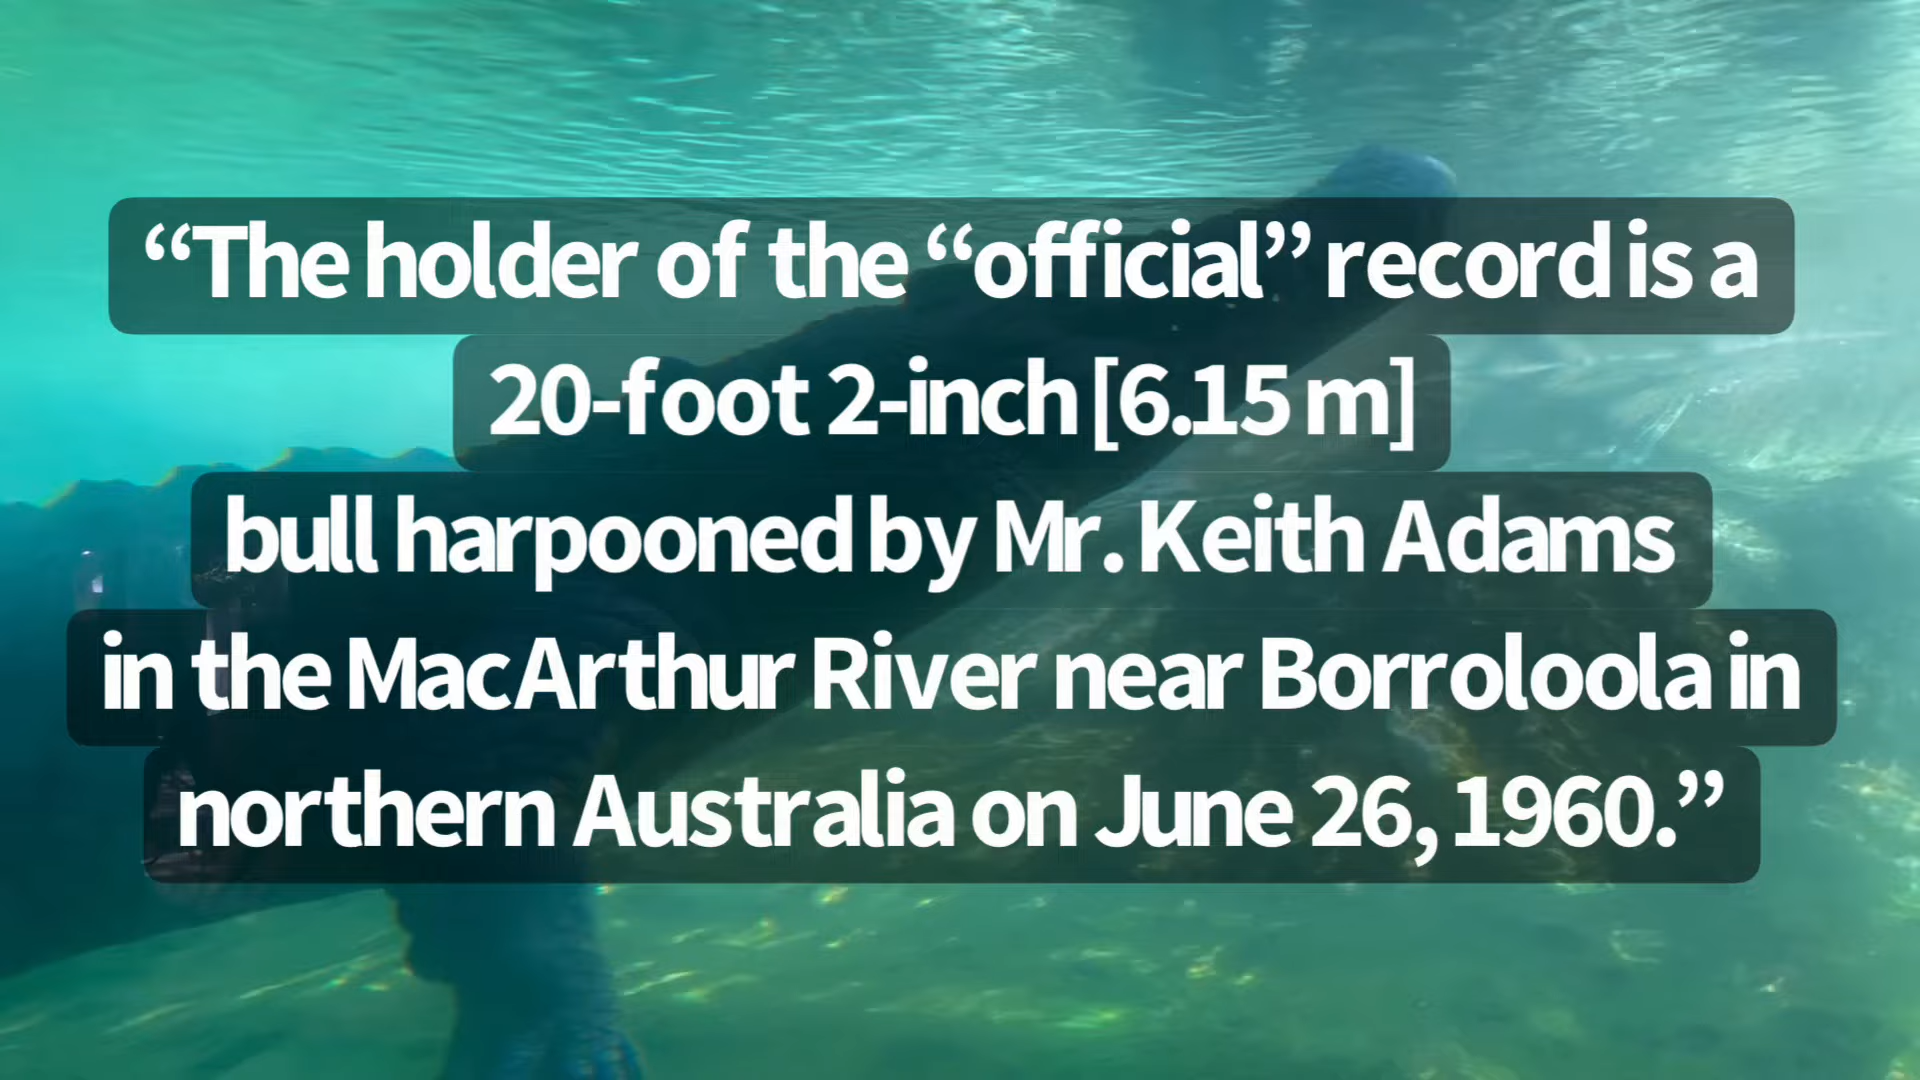 “The holder of the “official” record is a
20-foot 2-inch [6.15 m]
bull harpooned by Mr. Keith Adams
in the MacArthur River near Borroloola in
northern Australia on June 26, 1960.”